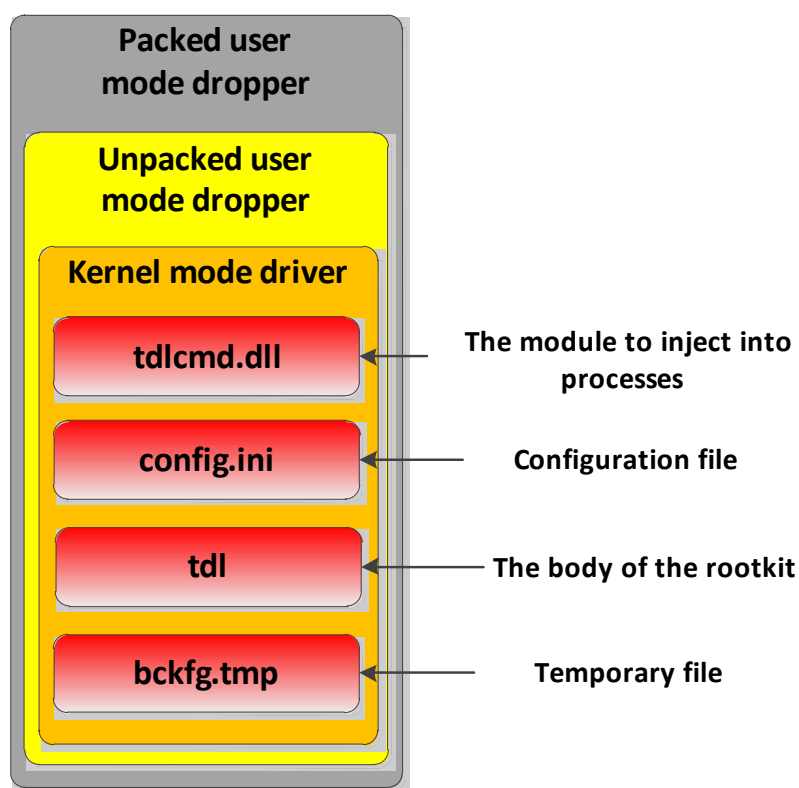 Packed user
mode dropper
Unpacked user
mode dropper
Kernel mode driver
tdlcmd.dll
The module to inject into
processes
config.ini
Configuration file
tdl
The body of the rootkit
bckfg.tmp
Temporary file